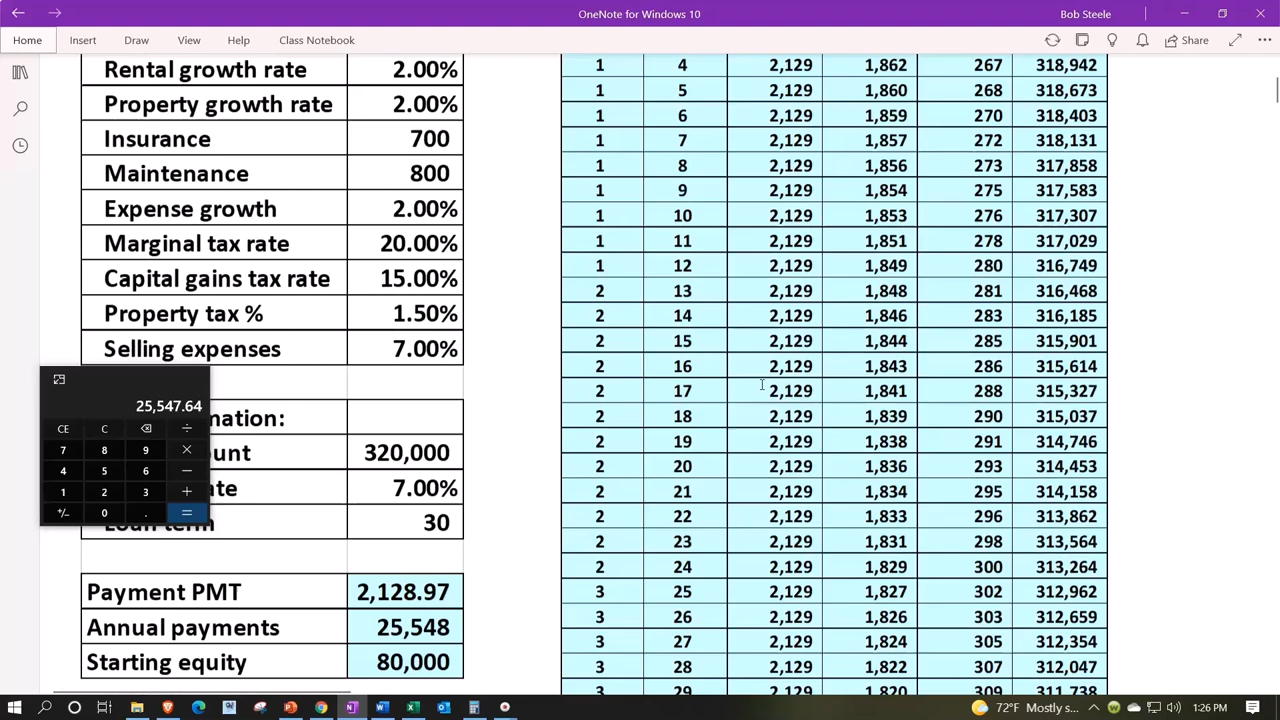 OneNote for Windows 10
Bob Steele
Home Insert Draw View Help Class Notebook
Share
Rental growth rate 2.00%
Property growth rate 2.00%
Insurance 700
Maintenance 800
Expense growth 2.00%
Marginal tax rate 20.00%
Capital gains tax rate 15.00%
Property tax % 1.50%
Selling expenses 7.00%
mation:
unt 320,000
ate 7.00%
Loan term 30
Payment PMT 2,128.97
Annual payments 25,548
Starting equity 80,000
25,547.64
CE C ÷
7 8 9 ×
4 5 6 −
1 2 3 +
+/− 0 . =
1 4 2,129 1,862 267 318,942
1 5 2,129 1,860 268 318,673
1 6 2,129 1,859 270 318,403
1 7 2,129 1,857 272 318,131
1 8 2,129 1,856 273 317,858
1 9 2,129 1,854 275 317,583
1 10 2,129 1,853 276 317,307
1 11 2,129 1,851 278 317,029
1 12 2,129 1,849 280 316,749
2 13 2,129 1,848 281 316,468
2 14 2,129 1,846 283 316,185
2 15 2,129 1,844 285 315,901
2 16 2,129 1,843 286 315,614
2 17 2,129 1,841 288 315,327
2 18 2,129 1,839 290 315,037
2 19 2,129 1,838 291 314,746
2 20 2,129 1,836 293 314,453
2 21 2,129 1,834 295 314,158
2 22 2,129 1,833 296 313,862
2 23 2,129 1,831 298 313,564
2 24 2,129 1,829 300 313,264
3 25 2,129 1,827 302 312,962
3 26 2,129 1,826 303 312,659
3 27 2,129 1,824 305 312,354
3 28 2,129 1,822 307 312,047
3 29 2,129 1,820 309 311,738
72°F Mostly s... 1:26 PM